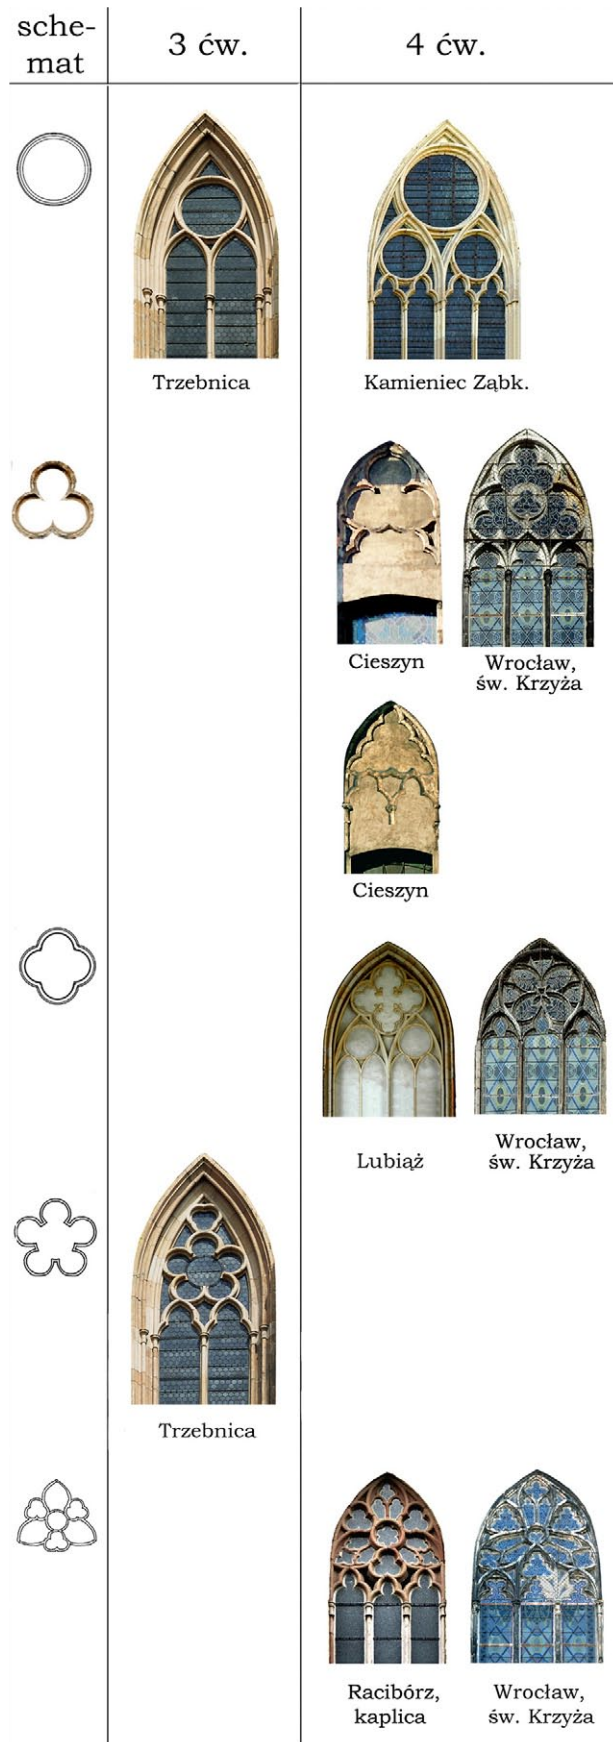 sche-
mat
3 ćw.
4 ćw.
Trzebnica
Kamieniec Ząbk.
Cieszyn
Wrocław,
św. Krzyża
Cieszyn
Lubiąż
Wrocław,
św. Krzyża
Trzebnica
Racibórz,
kaplica
Wrocław,
św. Krzyża